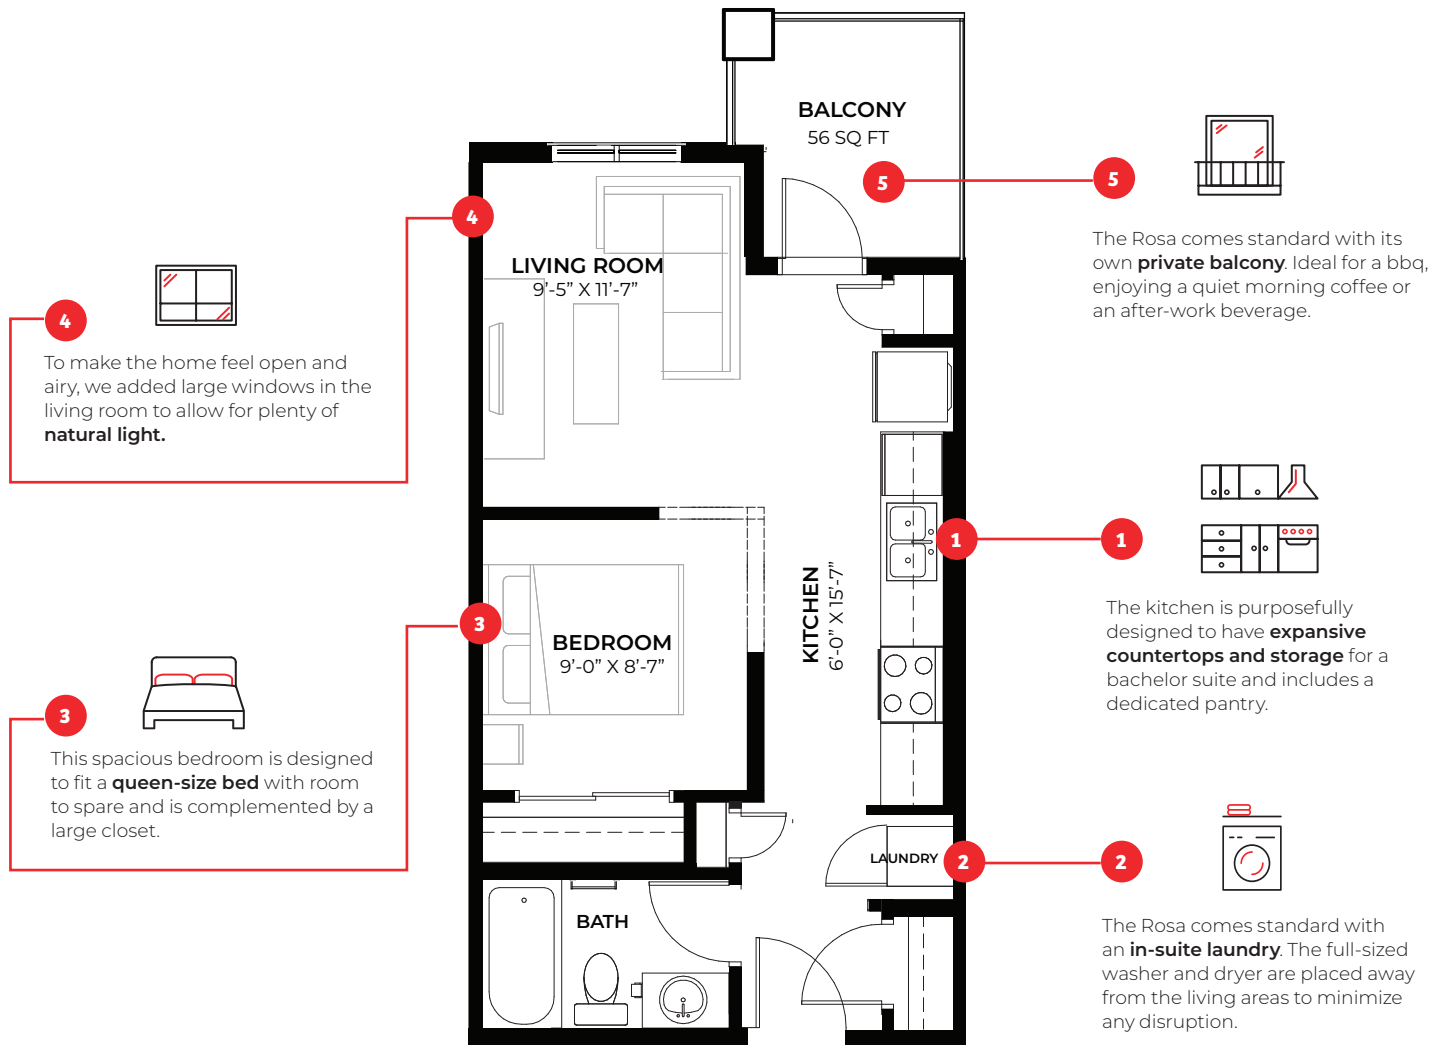 BALCONY
56 SQ FT
5
5
The Rosa comes standard with its
own private balcony. Ideal for a bbq,
enjoying a quiet morning coffee or
an after-work beverage.
4
LIVING ROOM
9'-5” X 11'-7”
4
To make the home feel open and
airy, we added large windows in the
living room to allow for plenty of
natural light.
1
1
The kitchen is purposefully
designed to have expansive
countertops and storage for a
bachelor suite and includes a
dedicated pantry.
KITCHEN
6'-0” X 15'-7”
3
BEDROOM
9'-0” X 8'-7”
3
This spacious bedroom is designed
to fit a queen-size bed with room
to spare and is complemented by a
large closet.
LAUNDRY
2
2
The Rosa comes standard with
an in-suite laundry. The full-sized
washer and dryer are placed away
from the living areas to minimize
any disruption.
BATH